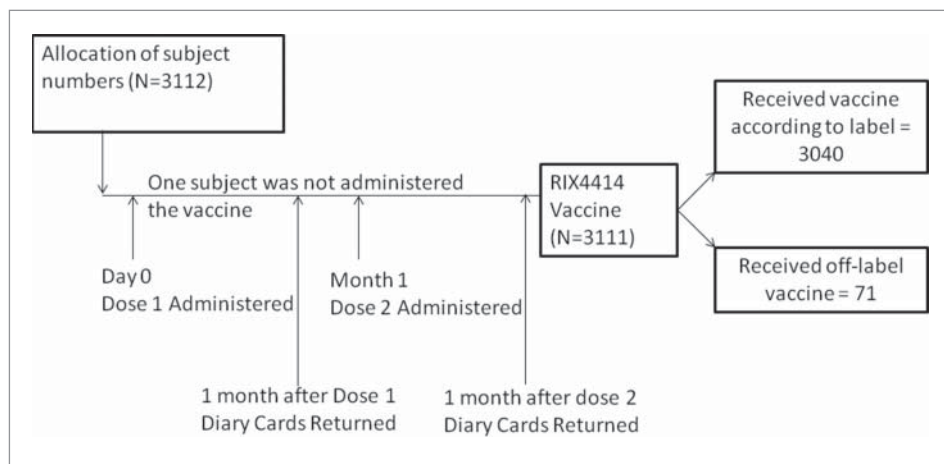 Allocation of subject
numbers (N=3112)
One subject was not administered
the vaccine
Day 0
Dose 1 Administered
1 month after Dose 1
Diary Cards Returned
Month 1
Dose 2 Administered
1 month after dose 2
Diary Cards Returned
RIX4414
Vaccine
(N=3111)
Received vaccine
according to label =
3040
Received off-label
vaccine = 71